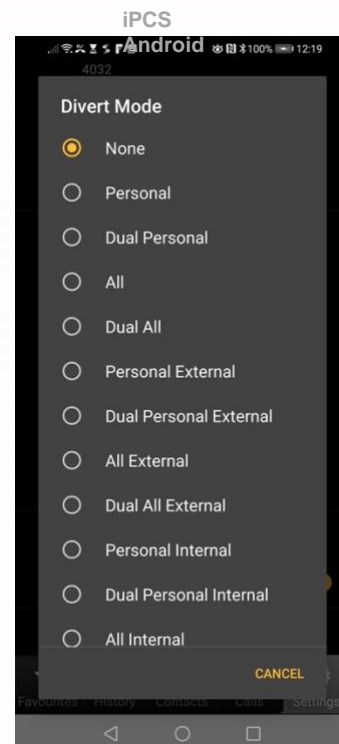 iPCS
Android
100% 12:19
4032
Divert Mode
None
Personal
Dual Personal
All
Dual All
Personal External
Dual Personal External
All External
Dual All External
Personal Internal
Dual Personal Internal
All Internal
CANCEL
Favourites History Contacts Calls Settings